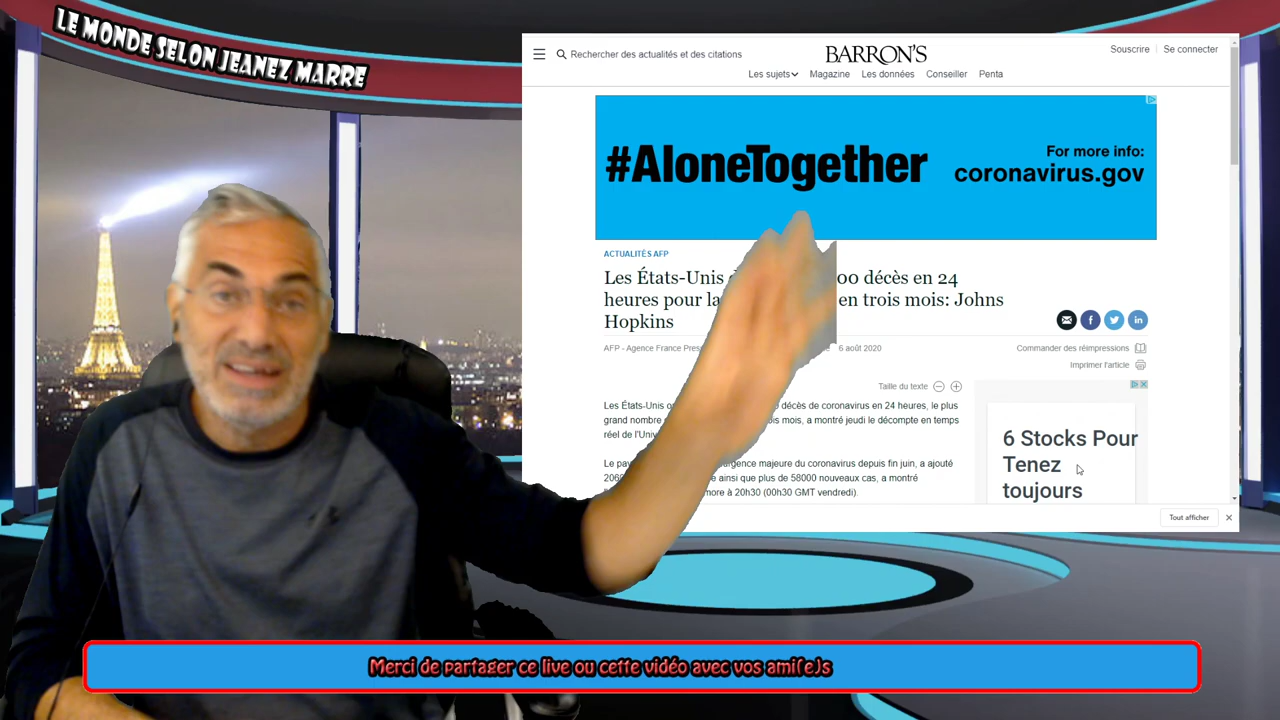 LE MONDE SELON JEANEZ MARRE
Rechercher des actualités et des citations
BARRON'S
Souscrire
Se connecter
Les sujets
Magazine
Les données
Conseiller
Penta
#AloneTogether
For more info:
coronavirus.gov
ACTUALITÉS AFP
Les États-Unis 00 décès en 24
heures pour la en trois mois: Johns
Hopkins
AFP - Agence France 6 août 2020
Commander des réimpressions
Imprimer l'article
Taille du texte
Les États-Unis décès de coronavirus en 24 heures, le plus
grand nombre mois, a montré jeudi le décompte en temps
réel de
Le majeure du coronavirus depuis fin juin, a ajouté
ainsi que plus de 58000 nouveaux cas, a montré
à 20h30 (00h30 GMT vendredi).
6 Stocks Pour
Tenez
toujours
Tout afficher
Merci de partager ce live ou cette vidéo avec vos ami(e)s